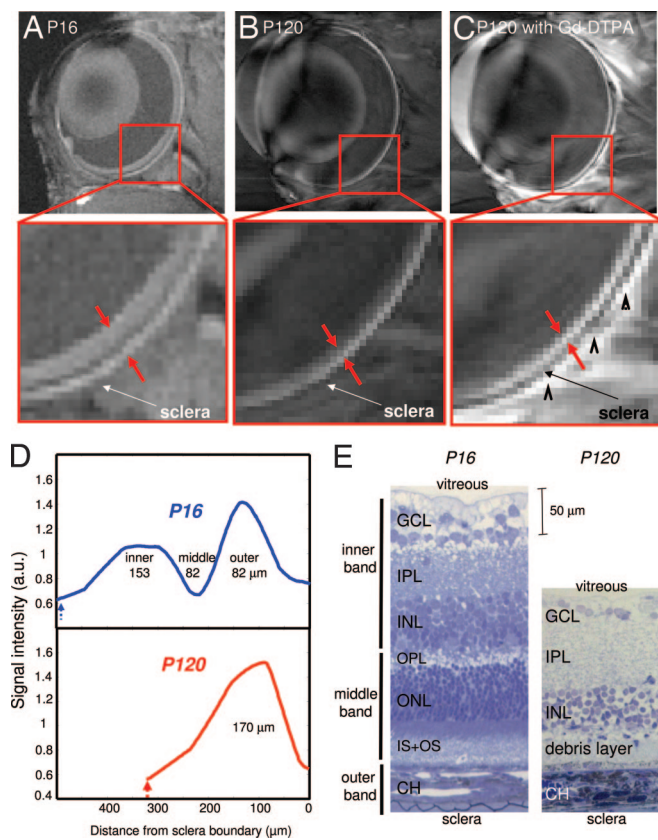 A P16
B P120
C P120 with Gd-DTPA
sclera
sclera
sclera
D
Signal intensity (a.u.)
1.8
1.6
1.4
1.2
1
0.8
0.6
P16
inner
153
middle
82
outer
82 μm
1.8
1.6
1.4
1.2
1
0.8
0.6
0.4
P120
170 μm
400 300 200 100 0
Distance from sclera boundary (μm)
E
P16
vitreous
50 μm
inner
band
GCL
IPL
INL
middle
band
OPL
ONL
IS+OS
outer
band
CH
sclera
P120
vitreous
GCL
IPL
INL
debris layer
CH
sclera